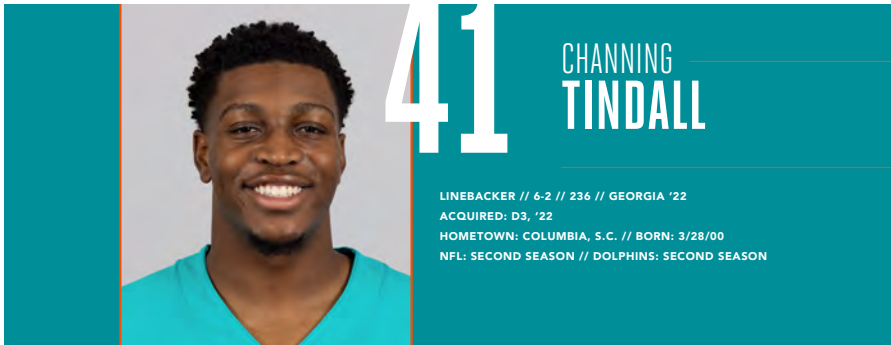 41
CHANNING
TINDALL
LINEBACKER // 6-2 // 236 // GEORGIA ’22
ACQUIRED: D3, ‘22
HOMETOWN: COLUMBIA, S.C. // BORN: 3/28/00
NFL: SECOND SEASON // DOLPHINS: SECOND SEASON